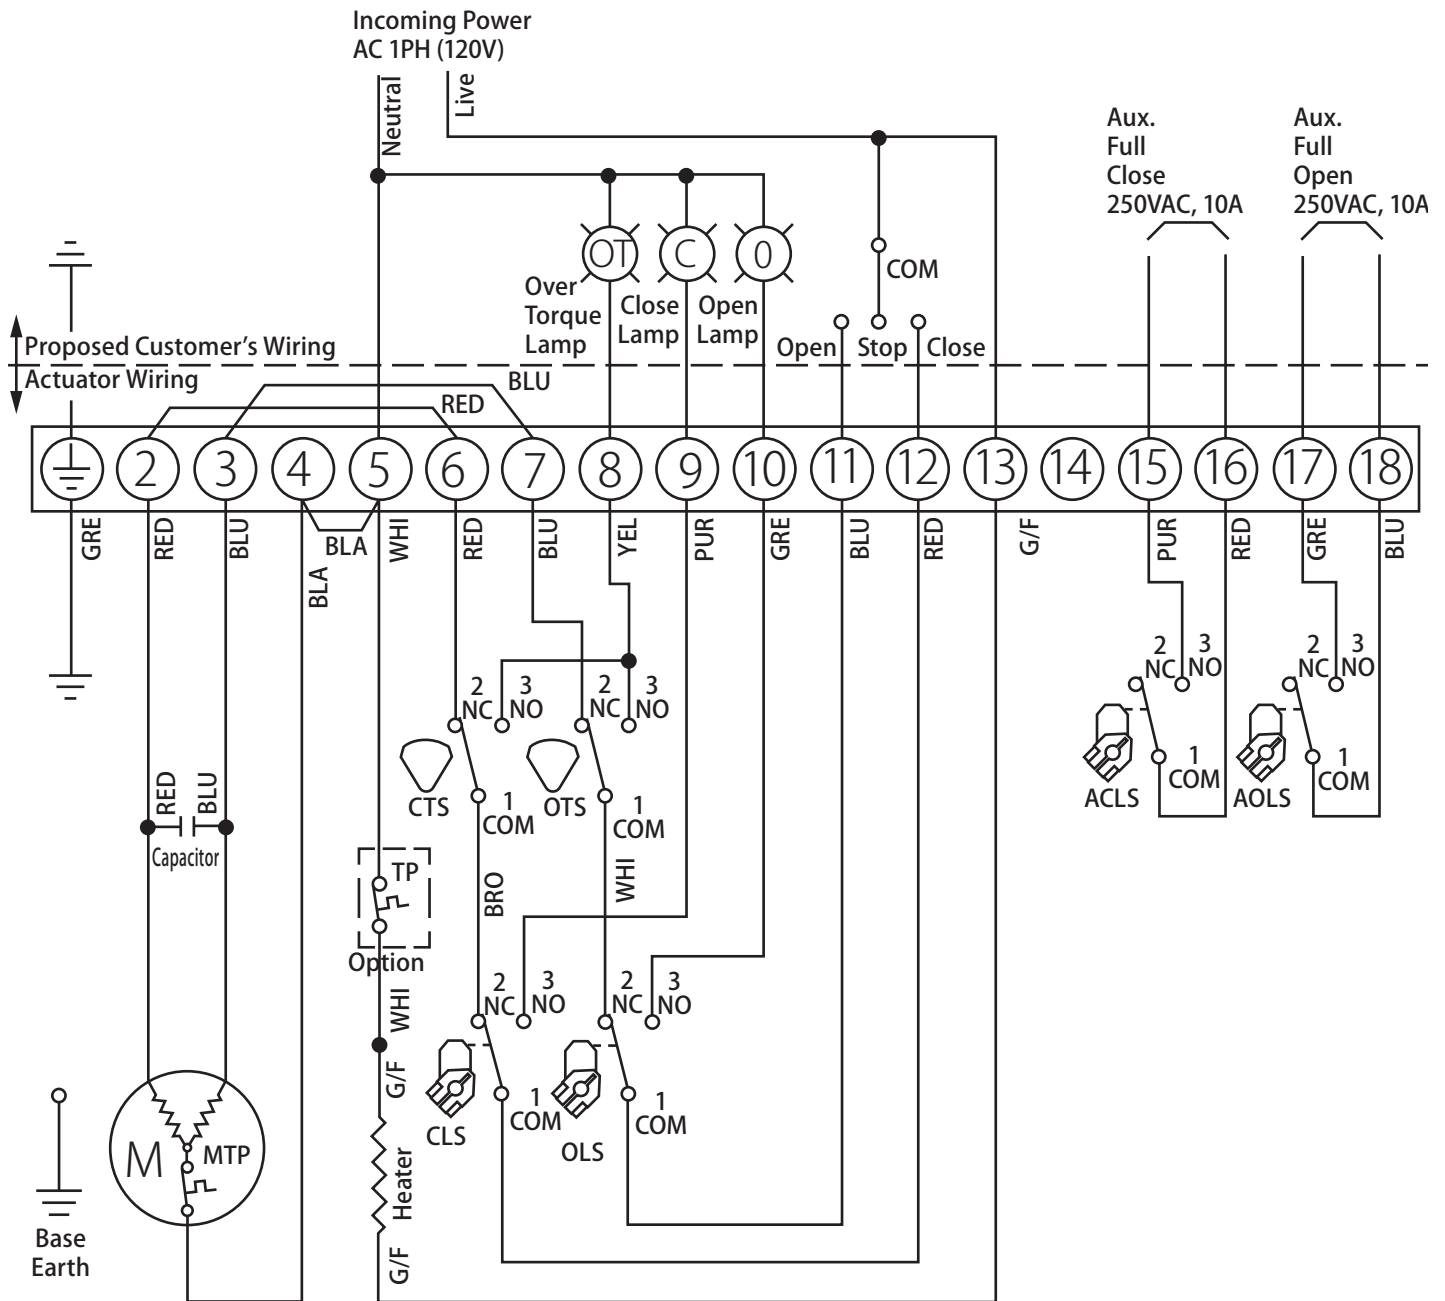 Incoming Power
AC 1PH (120V)
Neutral
Live
Aux.
Full
Close
250VAC, 10A
Aux.
Full
Open
250VAC, 10A
OT
C
0
COM
Over
Torque
Lamp
Close
Lamp
Open
Lamp
Open
Stop
Close
Proposed Customer's Wiring
Actuator Wiring
BLU
RED
2
3
4
5
6
7
8
9
10
11
12
13
14
15
16
17
18
GRE
RED
BLU
BLA
BLA
WHI
RED
BLU
YEL
PUR
GRE
BLU
RED
G/F
PUR
RED
GRE
BLU
2
NC
3
NO
2
NC
3
NO
2
NC
3
NO
2
NC
3
NO
CTS
1
COM
OTS
1
COM
ACLS
1
COM
AOLS
1
COM
RED
BLU
Capacitor
TP
Option
BRO
WHI
WHI
2
NC
3
NO
2
NC
3
NO
G/F
CLS
1
COM
OLS
1
COM
M
MTP
Heater
G/F
Base
Earth